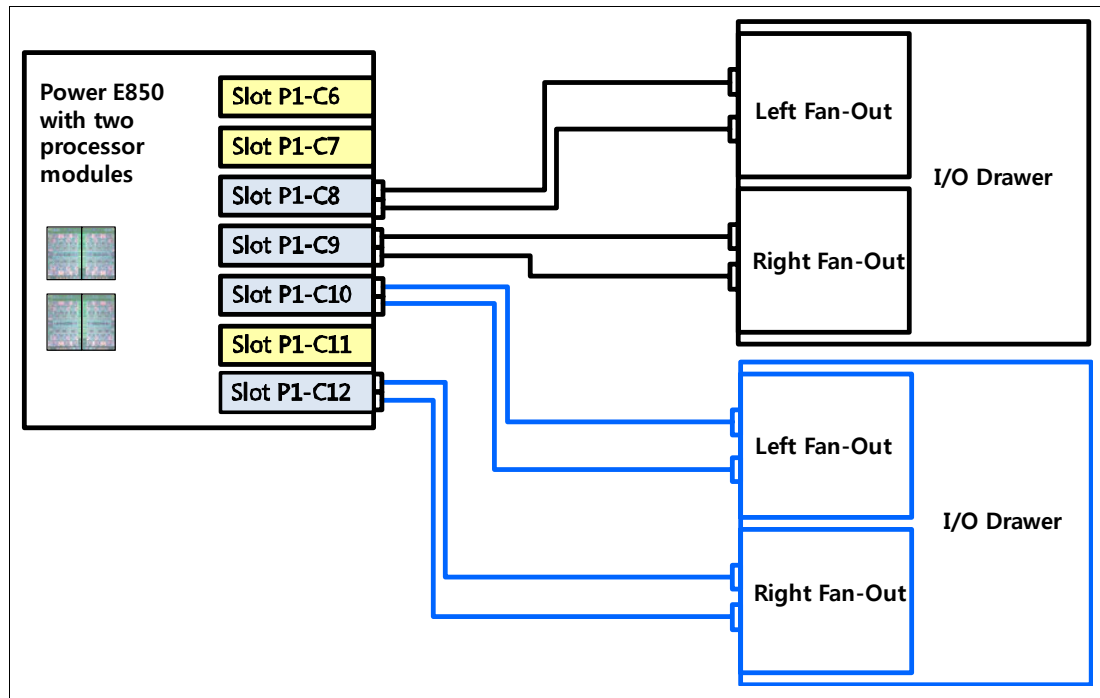 Power E850
with two
processor
modules
Slot P1-C6
Slot P1-C7
Slot P1-C8
Slot P1-C9
Slot P1-C10
Slot P1-C11
Slot P1-C12
Left Fan-Out
I/O Drawer
Right Fan-Out
Left Fan-Out
I/O Drawer
Right Fan-Out